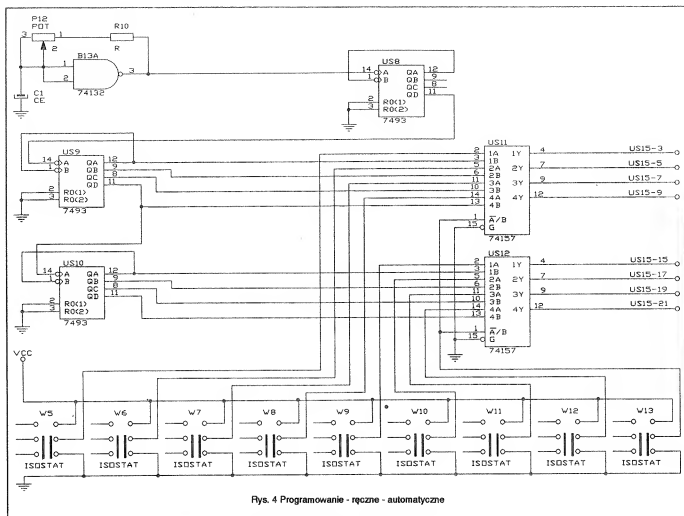 P12
POT
R10
3
1
R
2
B13A
1
2
3
74132
C1
CE
US8
14
1
A
B
QA
QB
QC
QD
12
9
8
11
2
3
R0(1)
R0(2)
7493
US9
14
1
A
B
QA
QB
QC
QD
12
9
8
11
2
3
R0(1)
R0(2)
7493
US10
14
1
A
B
QA
QB
QC
QD
12
9
8
11
2
3
R0(1)
R0(2)
7493
US11
2
3
5
6
11
10
14
13
1A
1B
2A
2B
3A
3B
4A
4B
1Y
2Y
3Y
4Y
4
7
9
12
US15-3
US15-5
US15-7
US15-9
1
15
A/B
G
74157
US12
2
3
5
6
11
10
14
13
1A
1B
2A
2B
3A
3B
4A
4B
1Y
2Y
3Y
4Y
4
7
9
12
US15-15
US15-17
US15-19
US15-21
1
15
A/B
G
74157
VCC
W5
W6
W7
W8
W9
W10
W11
W12
W13
ISOSTAT
ISOSTAT
ISOSTAT
ISOSTAT
ISOSTAT
ISOSTAT
ISOSTAT
ISOSTAT
ISOSTAT
Rys. 4 Programowanie - ręczne - automatyczne